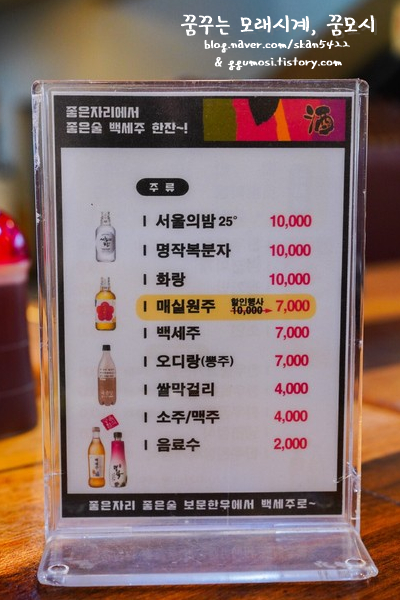 꿈꾸는 모래시계, 꿈모시
blog.naver.com/skan5422
& ggumosi.tistory.com
좋은자리에서
좋은술 백세주 한잔~!
酒
주 류
서울의밤 25° 10,000
명작복분자 10,000
화랑 10,000
매실원주 할인행사 10,000 → 7,000
백세주 7,000
오디랑(뽕주) 7,000
쌀막걸리 4,000
소주/맥주 4,000
음료수 2,000
좋은자리 좋은술 보문한우에서 백세주로~